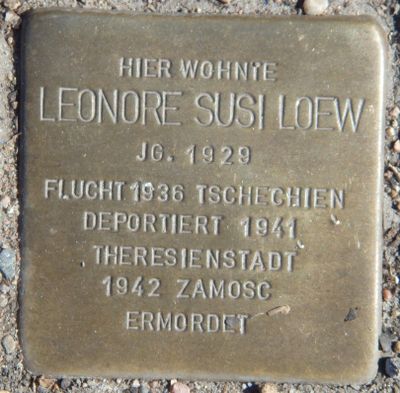 HIER WOHNTE
LEONORE SUSI LOEW
JG. 1929
FLUCHT 1936 TSCHECHIEN
DEPORTIERT 1941
THERESIENSTADT
1942 ZAMOSC
ERMORDET